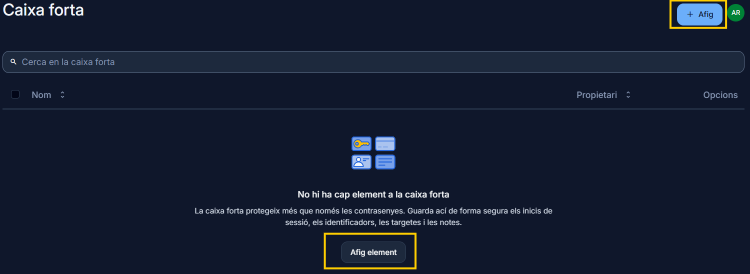 Caixa forta
+ Afig
AR
Cerca en la caixa forta
Nom
Propietari
Opcions
No hi ha cap element a la caixa forta
La caixa forta protegeix més que només les contrasenyes. Guarda ací de forma segura els inicis de
sessió, els identificadors, les targetes i les notes.
Afig element